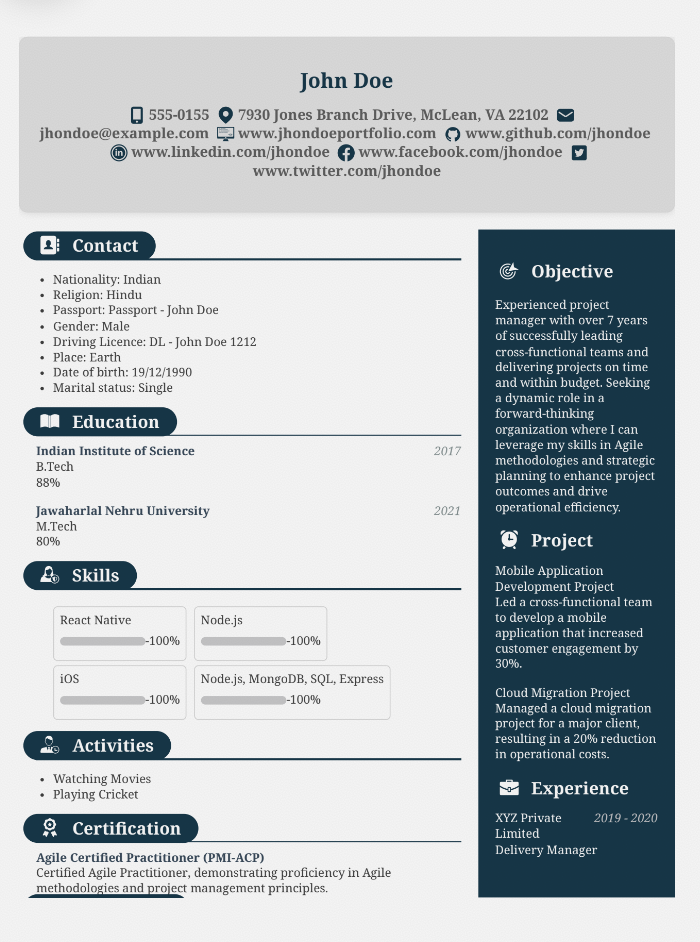 John Doe
555-0155 7930 Jones Branch Drive, McLean, VA 22102
jhondoe@example.com www.jhondoeportfolio.com www.github.com/jhondoe
www.linkedin.com/jhondoe www.facebook.com/jhondoe
www.twitter.com/jhondoe
Contact
Nationality: Indian
Religion: Hindu
Passport: Passport - John Doe
Gender: Male
Driving Licence: DL - John Doe 1212
Place: Earth
Date of birth: 19/12/1990
Marital status: Single
Education
Indian Institute of Science 2017
B.Tech
88%
Jawaharlal Nehru University 2021
M.Tech
80%
Skills
React Native Node.js
-100% -100%
iOS Node.js, MongoDB, SQL, Express
-100% -100%
Activities
Watching Movies
Playing Cricket
Certification
Agile Certified Practitioner (PMI-ACP)
Certified Agile Practitioner, demonstrating proficiency in Agile
methodologies and project management principles.
Objective
Experienced project
manager with over 7 years
of successfully leading
cross-functional teams and
delivering projects on time
and within budget. Seeking
a dynamic role in a
forward-thinking
organization where I can
leverage my skills in Agile
methodologies and strategic
planning to enhance project
outcomes and drive
operational efficiency.
Project
Mobile Application
Development Project
Led a cross-functional team
to develop a mobile
application that increased
customer engagement by
30%.
Cloud Migration Project
Managed a cloud migration
project for a major client,
resulting in a 20% reduction
in operational costs.
Experience
XYZ Private 2019 - 2020
Limited
Delivery Manager